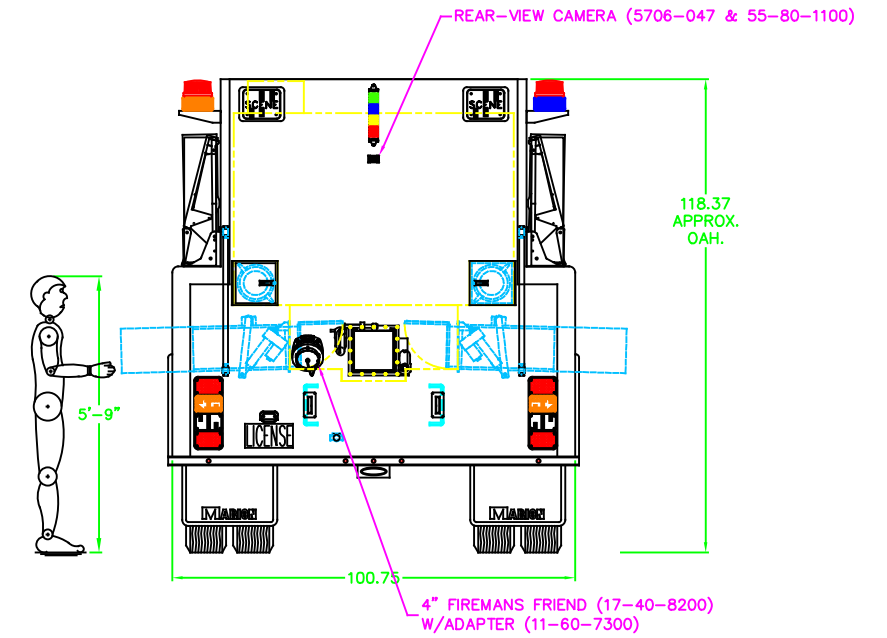 REAR-VIEW CAMERA (5706-047 & 55-80-1100)
SCENE
SCENE
118.37
APPROX.
OAH.
5'-9"
LICENSE
MARION
MARION
100.75
4" FIREMANS FRIEND (17-40-8200)
W/ADAPTER (11-60-7300)